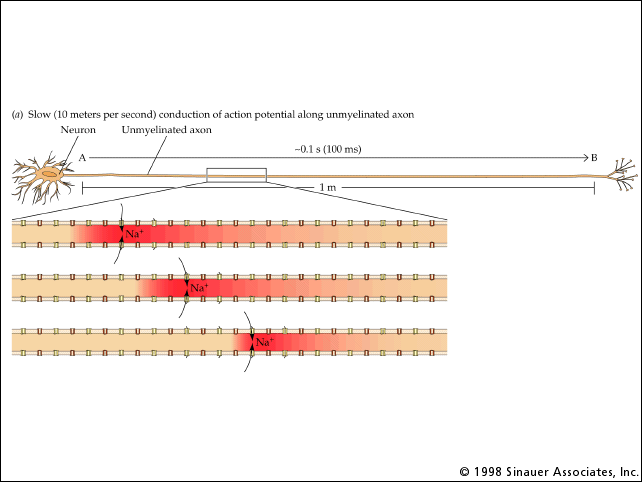 (a) Slow (10 meters per second) conduction of action potential along unmyelinated axon
Neuron Unmyelinated axon
~0.1 s (100 ms)
A B
1 m
Na+
Na+
Na+
© 1998 Sinauer Associates, Inc.